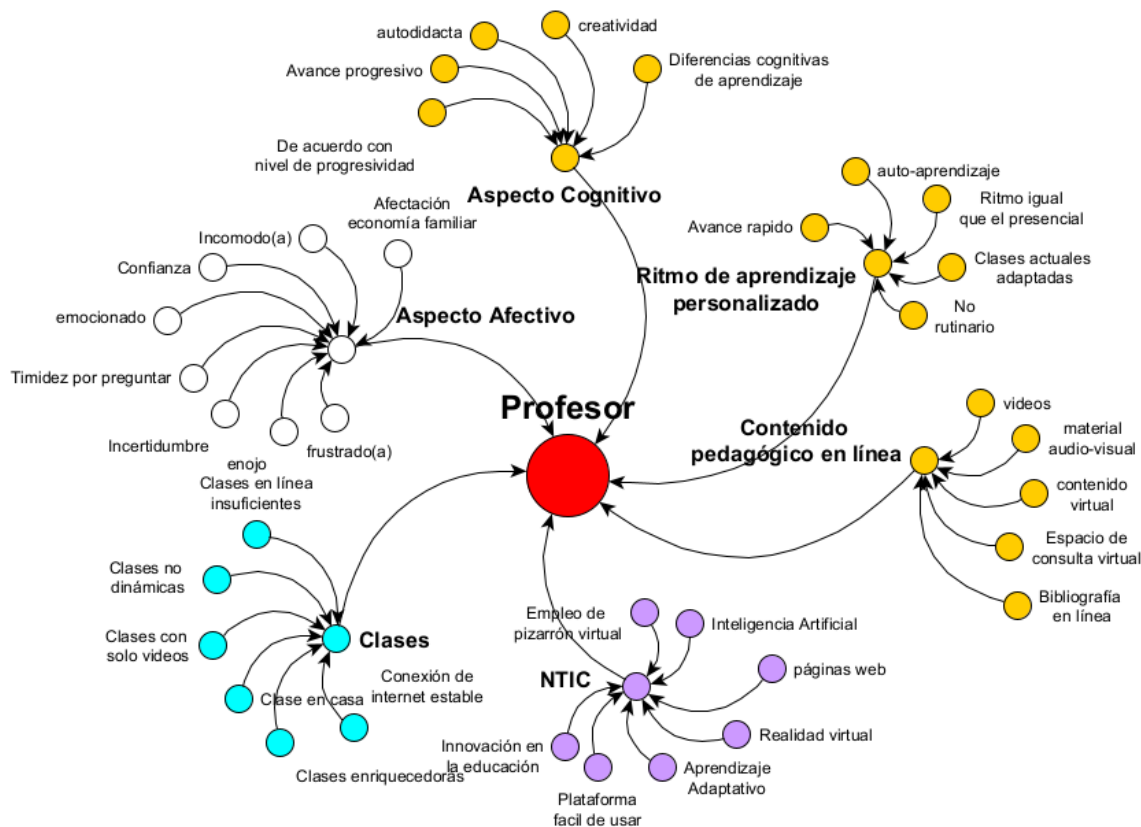 creatividad
autodidacta
Diferencias cognitivas
de aprendizaje
Avance progresivo
De acuerdo con
nivel de progresividad
Aspecto Cognitivo
auto-aprendizaje
Ritmo igual
que el presencial
Avance rapido
Clases actuales
adaptadas
No
rutinario
Ritmo de aprendizaje
personalizado
Afectación
economía familiar
Incomodo(a)
Confianza
emocionado
Timidez por preguntar
Incertidumbre
enojo
frustrado(a)
Aspecto Afectivo
Profesor
Contenido
pedagógico en línea
videos
material
audio-visual
contenido
virtual
Espacio de
consulta virtual
Bibliografía
en línea
Clases en línea
insuficientes
Clases no
dinámicas
Clases con
solo videos
Clase en casa
Clases enriquecedoras
Conexión de
internet estable
Clases
Empleo de
pizarrón virtual
Inteligencia Artificial
páginas web
Realidad virtual
Aprendizaje
Adaptativo
Plataforma
facil de usar
Innovación en
la educación
NTIC